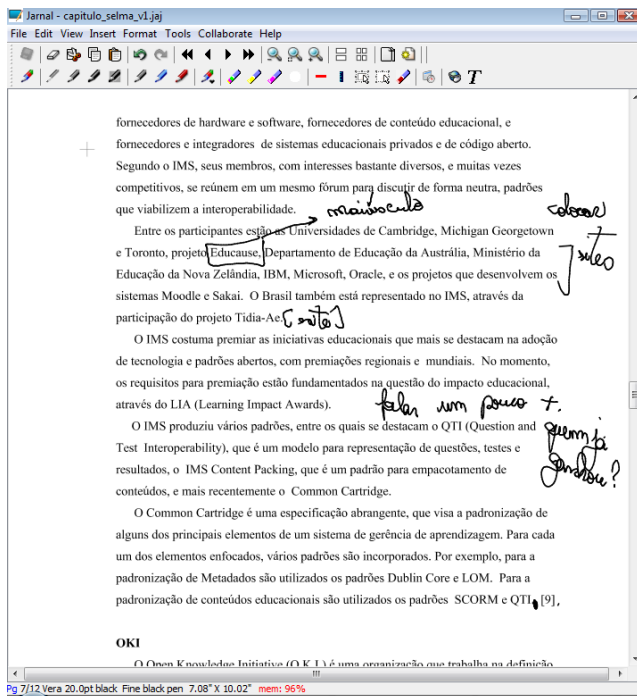 Jarnal - capitulo_selma_v1.jaj
File Edit View Insert Format Tools Collaborate Help
fornecedores de hardware e software, fornecedores de conteúdo educacional, e
fornecedores e integradores de sistemas educacionais privados e de código aberto.
Segundo o IMS, seus membros, com interesses bastante diversos, e muitas vezes
competitivos, se reúnem em um mesmo fórum para discutir de forma neutra, padrões
que viabilizem a interoperabilidade.
maiúsculo
colocar
Entre os participantes estão as Universidades de Cambridge, Michigan Georgetown
e Toronto, projeto Educause, Departamento de Educação da Austrália, Ministério da
Educação da Nova Zelândia, IBM, Microsoft, Oracle, e os projetos que desenvolvem os
sistemas Moodle e Sakai. O Brasil também está representado no IMS, através da
participação do projeto Tidia-Ae. [site]
O IMS costuma premiar as iniciativas educacionais que mais se destacam na adoção
de tecnologia e padrões abertos, com premiações regionais e mundiais. No momento,
os requisitos para premiação estão fundamentados na questão do impacto educacional,
através do LIA (Learning Impact Awards).
falar um pouco +.
quem já
ganhou?
O IMS produziu vários padrões, entre os quais se destacam o QTI (Question and
Test Interoperability), que é um modelo para representação de questões, testes e
resultados, o IMS Content Packing, que é um padrão para empacotamento de
conteúdos, e mais recentemente o Common Cartridge.
O Common Cartridge é uma especificação abrangente, que visa a padronização de
alguns dos principais elementos de um sistema de gerência de aprendizagem. Para cada
um dos elementos enfocados, vários padrões são incorporados. Por exemplo, para a
padronização de Metadados são utilizados os padrões Dublin Core e LOM. Para a
padronização de conteúdos educacionais são utilizados os padrões SCORM e QTI. [9],
OKI
O Open Knowledge Initiative (O.K.I.) é uma organização que trabalha na definição
Pg 7/12 Vera 20.0pt black Fine black pen 7.08" X 10.02" mem: 96%